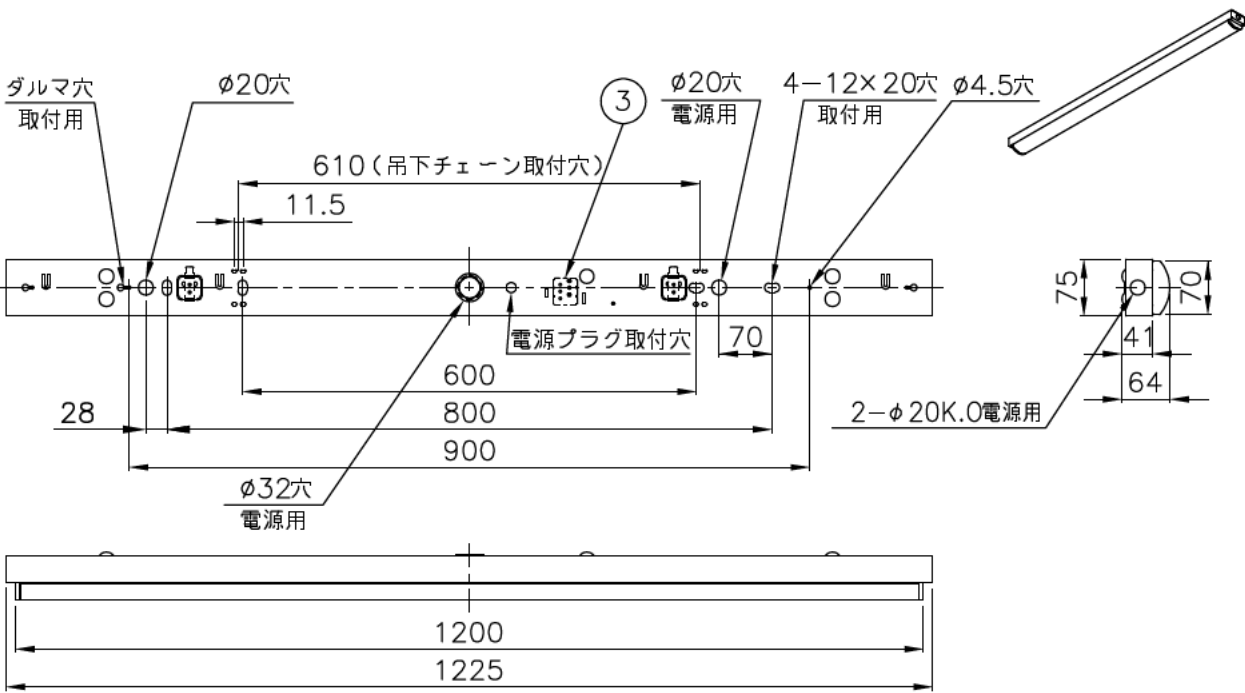 ダルマ穴
取付用
φ20穴
3
φ20穴
電源用
4-12×20穴
取付用
φ4.5穴
610(吊下チェーン取付穴)
11.5
電源プラグ取付穴
70
600
28
800
900
φ32穴
電源用
75
70
41
64
2-φ20K.O電源用
1200
1225